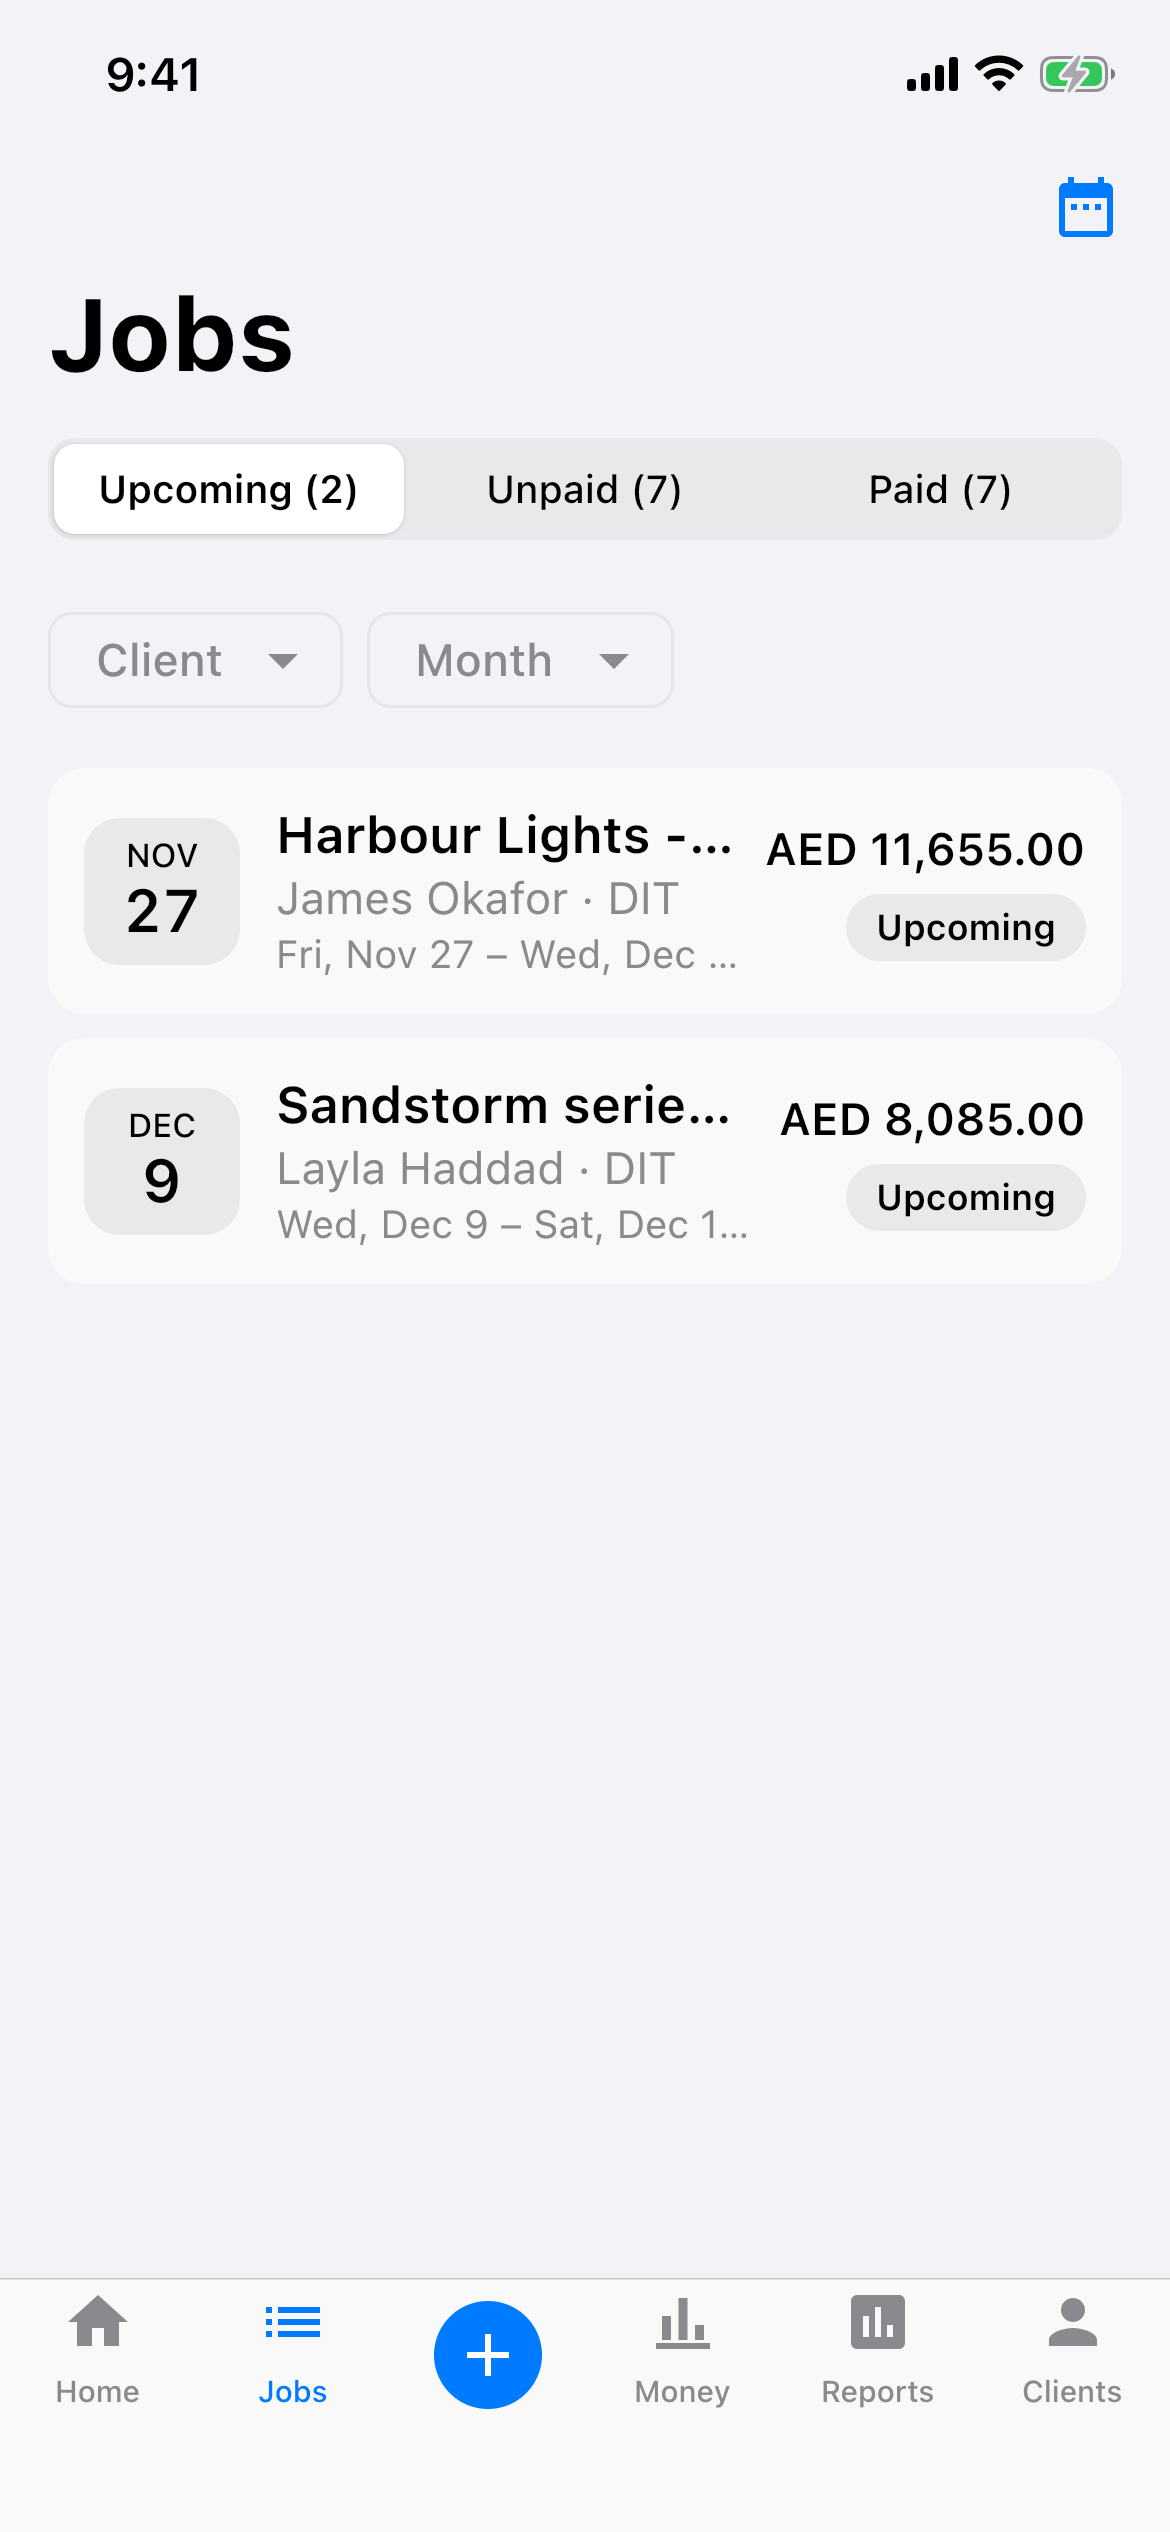 9:41
Jobs
Upcoming (2)
Unpaid (7)
Paid (7)
Client
Month
NOV
27
Harbour Lights -...
James Okafor · DIT
Fri, Nov 27 – Wed, Dec ...
AED 11,655.00
Upcoming
DEC
9
Sandstorm serie...
Layla Haddad · DIT
Wed, Dec 9 – Sat, Dec 1...
AED 8,085.00
Upcoming
Home
Jobs
Money
Reports
Clients